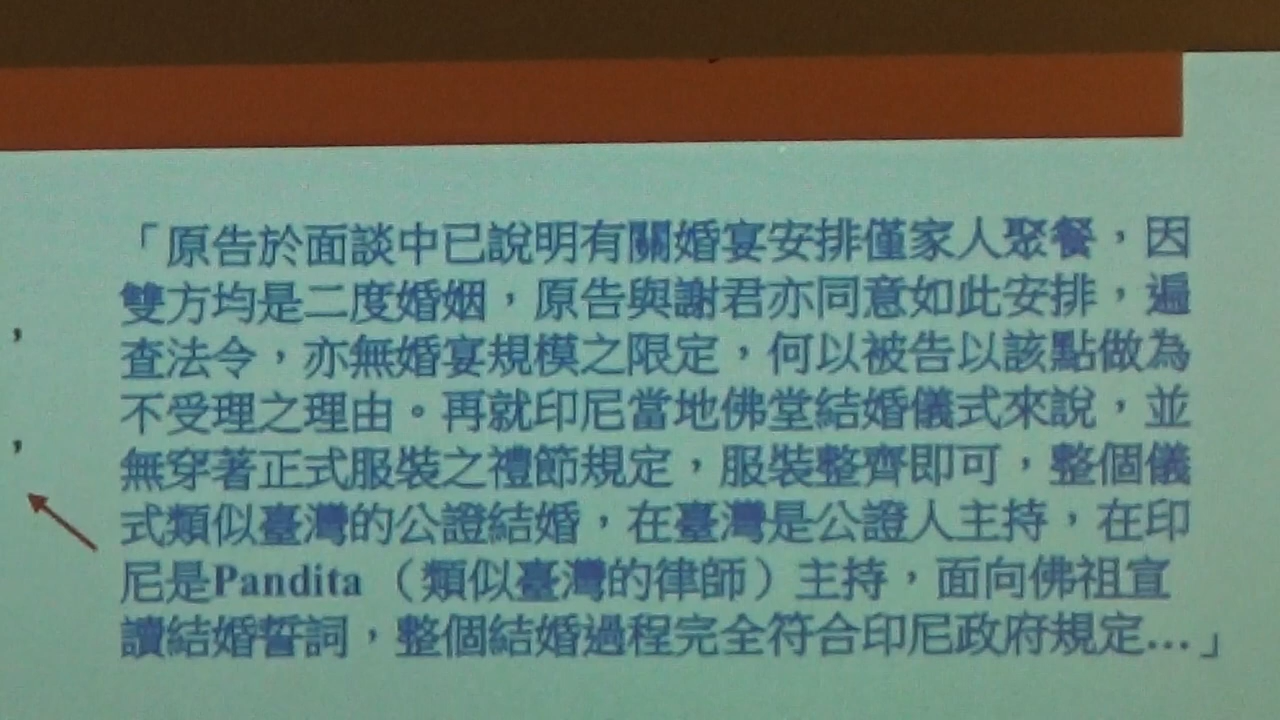 「原告於面談中已說明有關婚宴安排僅家人聚餐，因
雙方均是二度婚姻，原告與謝君亦同意如此安排，遍
查法令，亦無婚宴規模之限定，何以被告以該點做為
不受理之理由。再就印尼當地佛堂結婚儀式來說，並
無穿著正式服裝之禮節規定，服裝整齊即可，整個儀
式類似臺灣的公證結婚，在臺灣是公證人主持，在印
尼是Pandita （類似臺灣的律師）主持，面向佛祖宣
讀結婚誓詞，整個結婚過程完全符合印尼政府規定…」